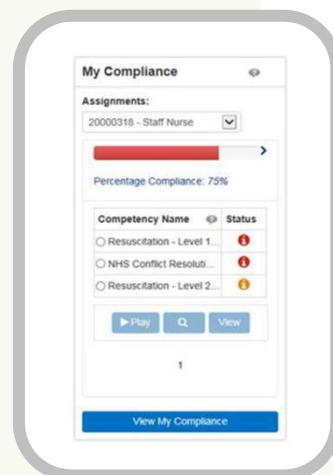 My Compliance
Assignments:
20000318 - Staff Nurse
Percentage Compliance: 75%
Competency Name Status
Resuscitation - Level 1...
NHS Conflict Resoluti...
Resuscitation - Level 2...
Play View
1
View My Compliance